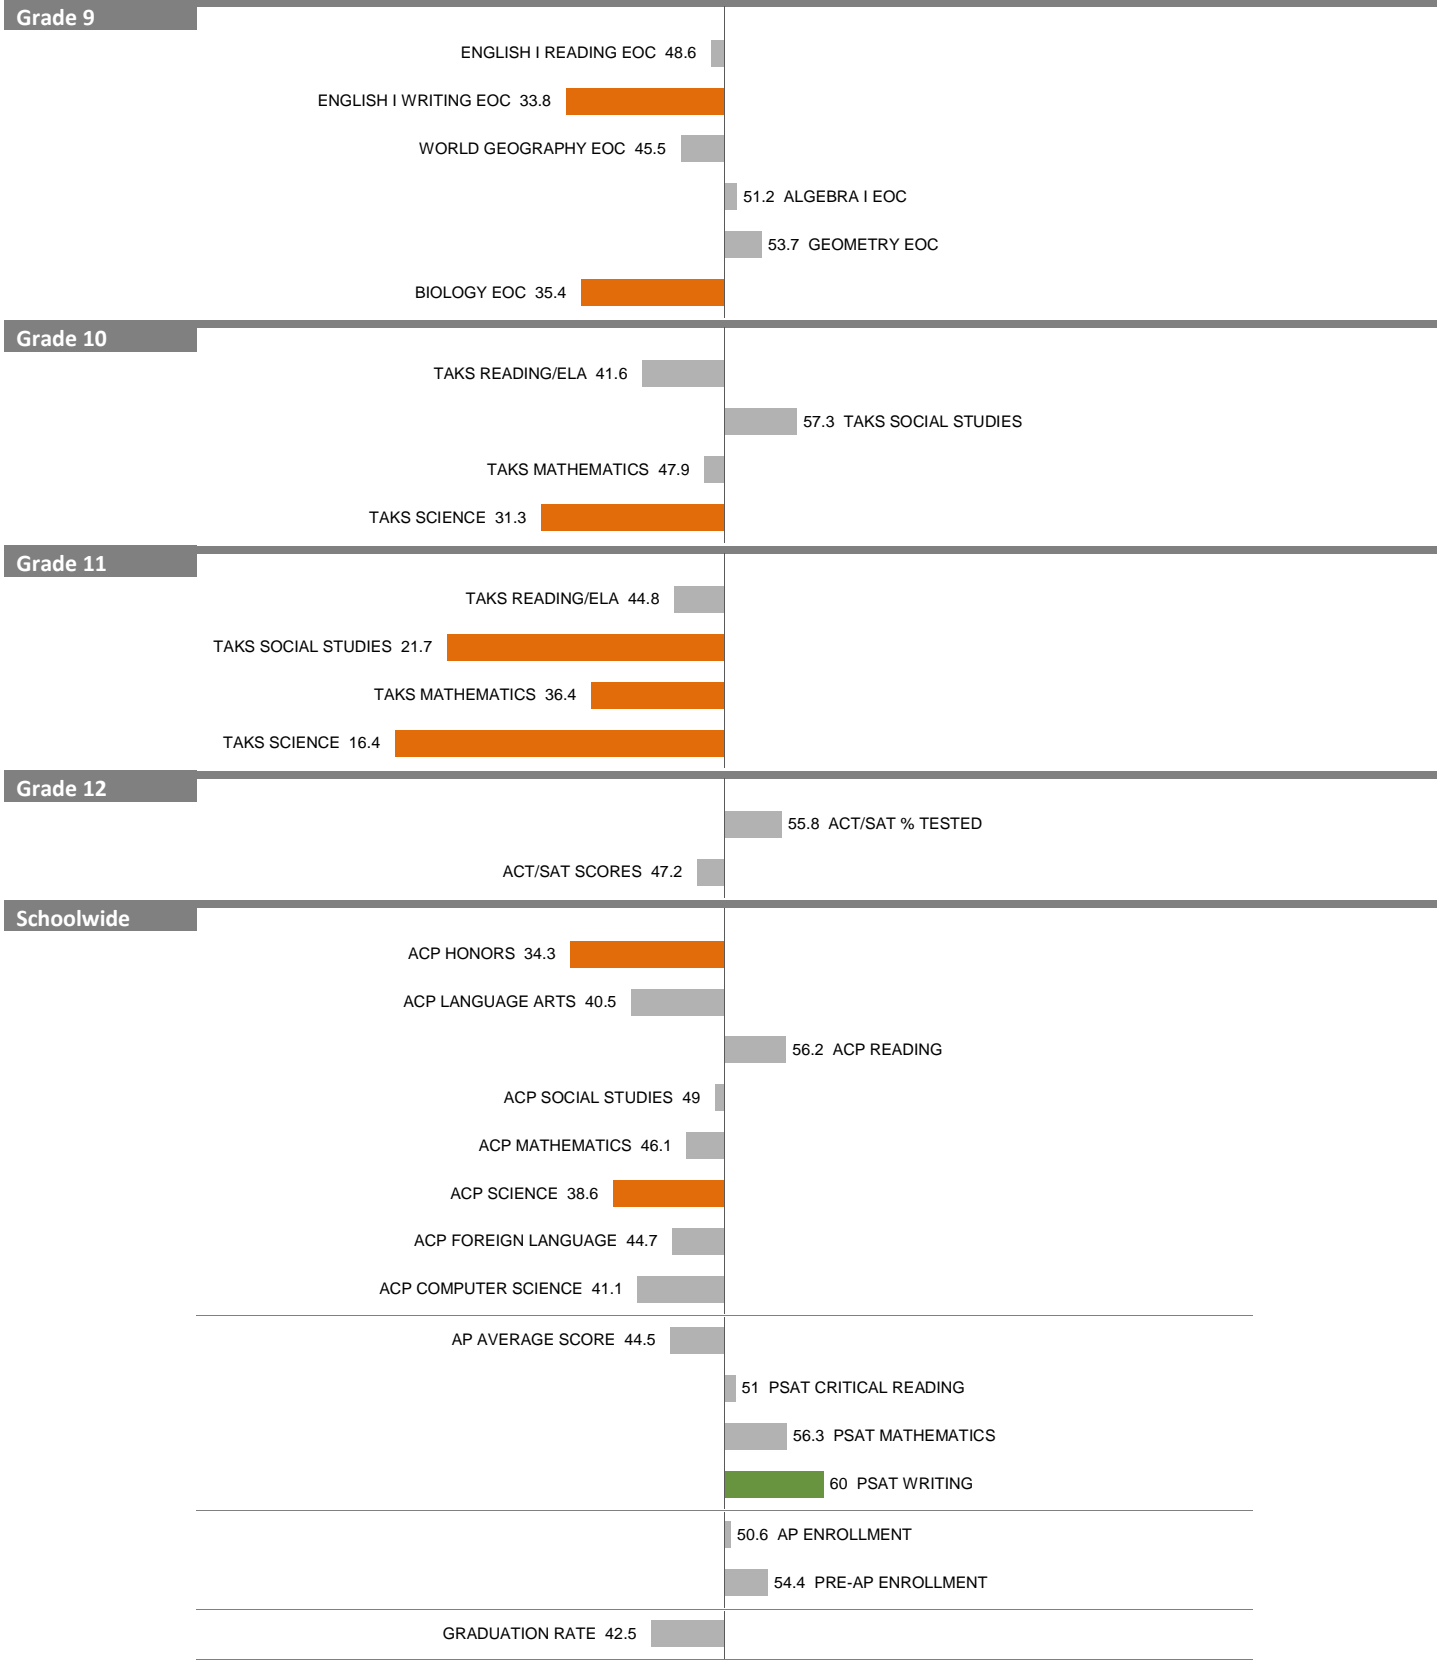 Grade 9
ENGLISH I READING EOC 48.6
ENGLISH I WRITING EOC 33.8
WORLD GEOGRAPHY EOC 45.5
51.2 ALGEBRA I EOC
53.7 GEOMETRY EOC
BIOLOGY EOC 35.4
Grade 10
TAKS READING/ELA 41.6
57.3 TAKS SOCIAL STUDIES
TAKS MATHEMATICS 47.9
TAKS SCIENCE 31.3
Grade 11
TAKS READING/ELA 44.8
TAKS SOCIAL STUDIES 21.7
TAKS MATHEMATICS 36.4
TAKS SCIENCE 16.4
Grade 12
55.8 ACT/SAT % TESTED
ACT/SAT SCORES 47.2
Schoolwide
ACP HONORS 34.3
ACP LANGUAGE ARTS 40.5
56.2 ACP READING
ACP SOCIAL STUDIES 49
ACP MATHEMATICS 46.1
ACP SCIENCE 38.6
ACP FOREIGN LANGUAGE 44.7
ACP COMPUTER SCIENCE 41.1
AP AVERAGE SCORE 44.5
51 PSAT CRITICAL READING
56.3 PSAT MATHEMATICS
60 PSAT WRITING
50.6 AP ENROLLMENT
54.4 PRE-AP ENROLLMENT
GRADUATION RATE 42.5